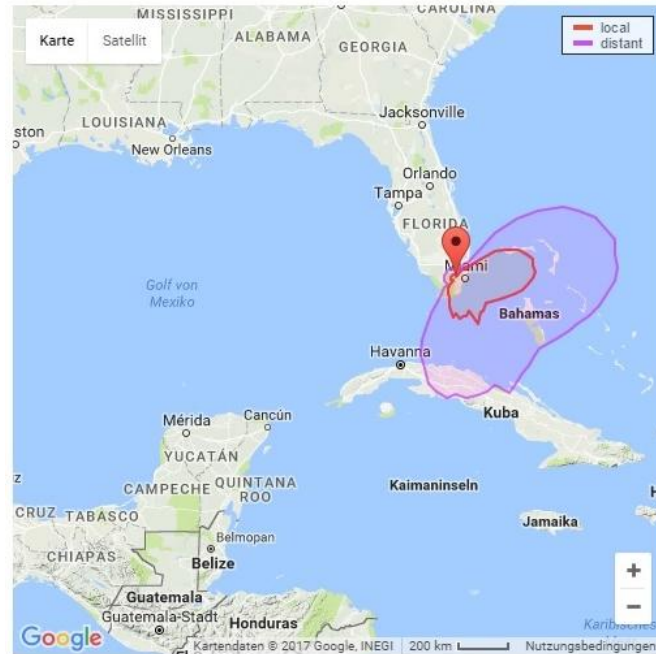 MISSISSIPPI
CAROLINA
Karte
Satellit
ALABAMA
GEORGIA
local
distant
LOUISIANA
Jacksonville
ston
New Orleans
Orlando
Tampa
FLORIDA
Miami
Golf von
Mexiko
Bahamas
Havanna
Kuba
Mérida
Cancún
YUCATÁN
CAMPECHE
QUINTANA
ROO
Kaimaninseln
CRUZ
TABASCO
Jamaika
H
z
CHIAPAS
Belmopan
Belize
+
Guatemala
Guatemala-Stadt
Honduras
−
Karibisches
Google
Kartendaten © 2017 Google, INEGI
200 km
Nutzungsbedingungen